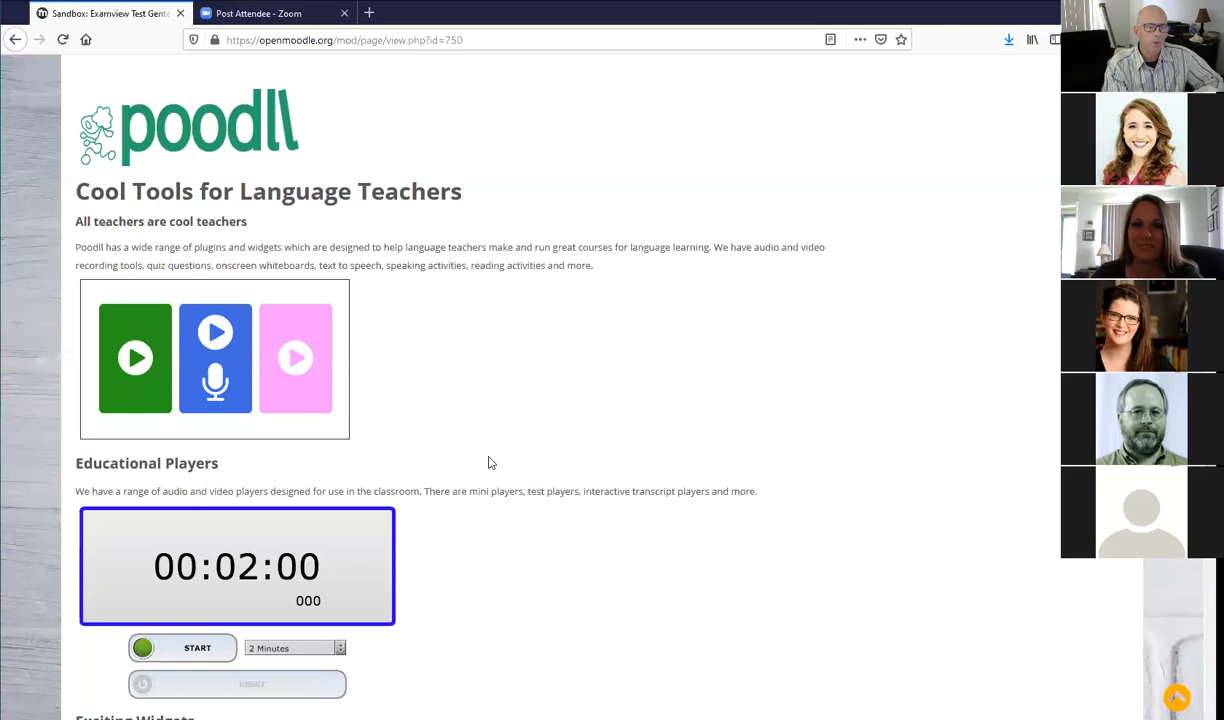 Sandbox: Examview Test Gent
Post Attendee - Zoom
https://openmoodle.org/mod/page/view.php?id=750
poodll
Cool Tools for Language Teachers
All teachers are cool teachers
Poodll has a wide range of plugins and widgets which are designed to help language teachers make and run great courses for language learning. We have audio and video
recording tools, quiz questions, onscreen whiteboards, text to speech, speaking activities, reading activities and more.
Educational Players
We have a range of audio and video players designed for use in the classroom. There are mini players, test players, interactive transcript players and more.
00:02:00
000
START
2 Minutes
RESET
Exciting Widgets